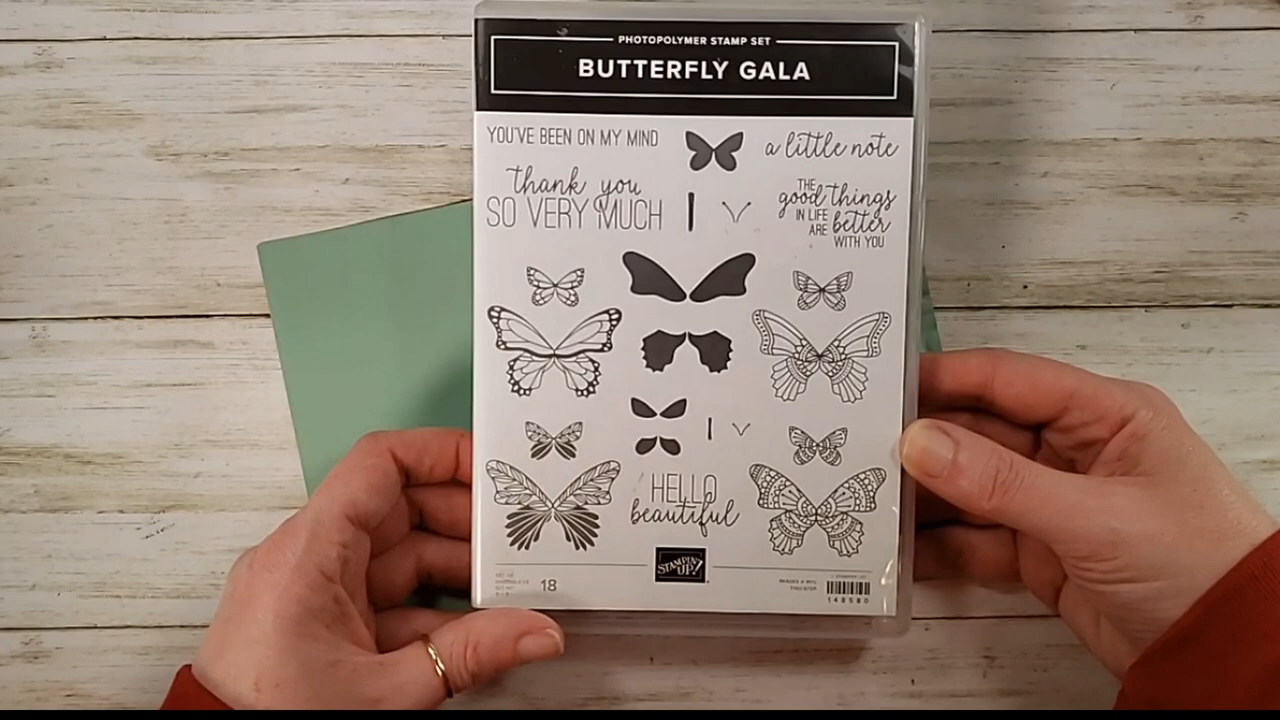 PHOTOPOLYMER STAMP SET
BUTTERFLY GALA
YOU'VE BEEN ON MY MIND
a little note
thank you
SO VERY MUCH
THE
good things
IN LIFE
ARE better
WITH YOU
HELLO
beautiful
STAMPIN' UP!
18
148580